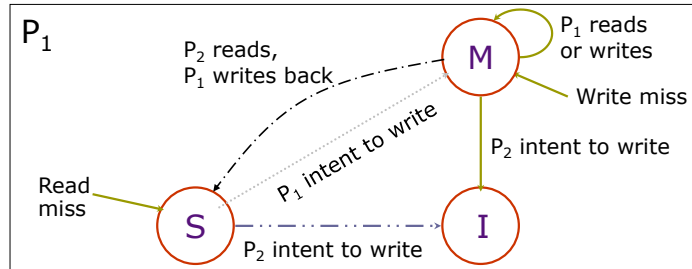 P₁
P₂ reads,
P₁ writes back
M
P₁ reads
or writes
Write miss
P₁ intent to write
P₂ intent to write
Read
miss
S
P₂ intent to write
I